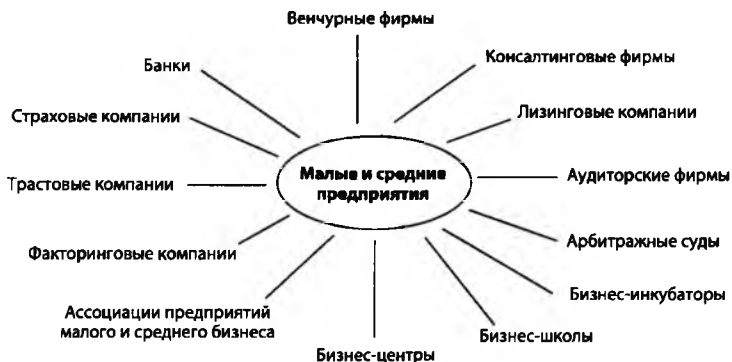 Венчурные фирмы
Банки
Консалтинговые фирмы
Страховые компании
Лизинговые компании
Малые и средние
предприятия
Трастовые компании
Аудиторские фирмы
Факторинговые компании
Арбитражные суды
Ассоциации предприятий
малого и среднего бизнеса
Бизнес-инкубаторы
Бизнес-школы
Бизнес-центры